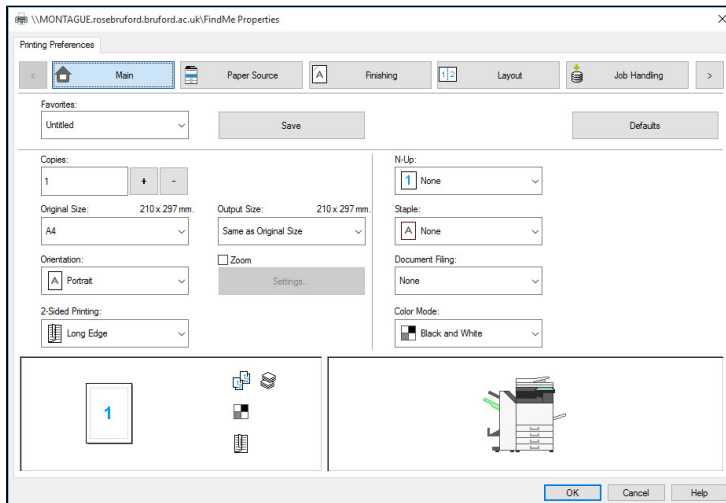 \\MONTAGUE.rosebruford.bruford.ac.uk\FindMe Properties
Printing Preferences
< Main Paper Source Finishing Layout Job Handling >
Favorites:
Untitled Save Defaults
Copies: N-Up:
1 + - 1 None
Original Size: 210 x 297 mm. Output Size: 210 x 297 mm. Staple:
A4 Same as Original Size A None
Orientation: Zoom Document Filing:
A Portrait Settings... None
2-Sided Printing: Color Mode:
Long Edge Black and White
1
OK Cancel Help